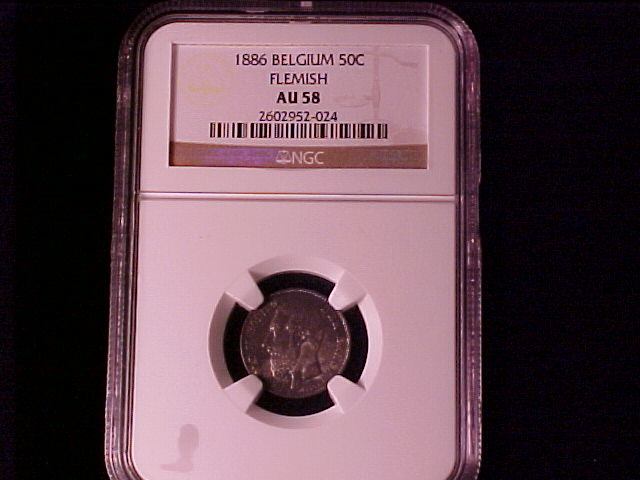 1886 BELGIUM 50C
FLEMISH
AU 58
2602952-024
NGC